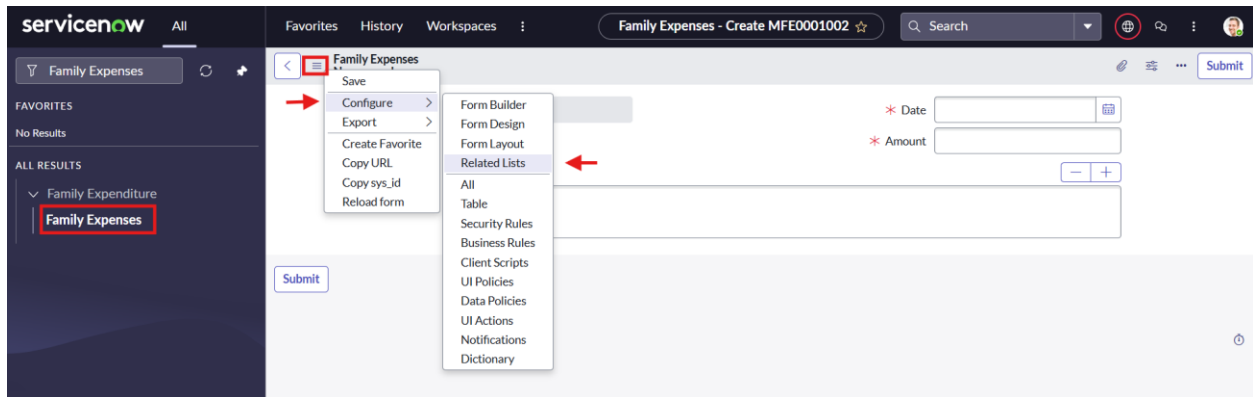 servicenow All Favorites History Workspaces Family Expenses - Create MFE0001002 Search
Family Expenses
Family Expenses
Submit
FAVORITES
No Results
ALL RESULTS
Family Expenditure
Family Expenses
Save
Configure
Export
Create Favorite
Copy URL
Copy sys_id
Reload form
Form Builder
Form Design
Form Layout
Related Lists
All
Table
Security Rules
Business Rules
Client Scripts
UI Policies
Data Policies
UI Actions
Notifications
Dictionary
* Date
* Amount
Submit